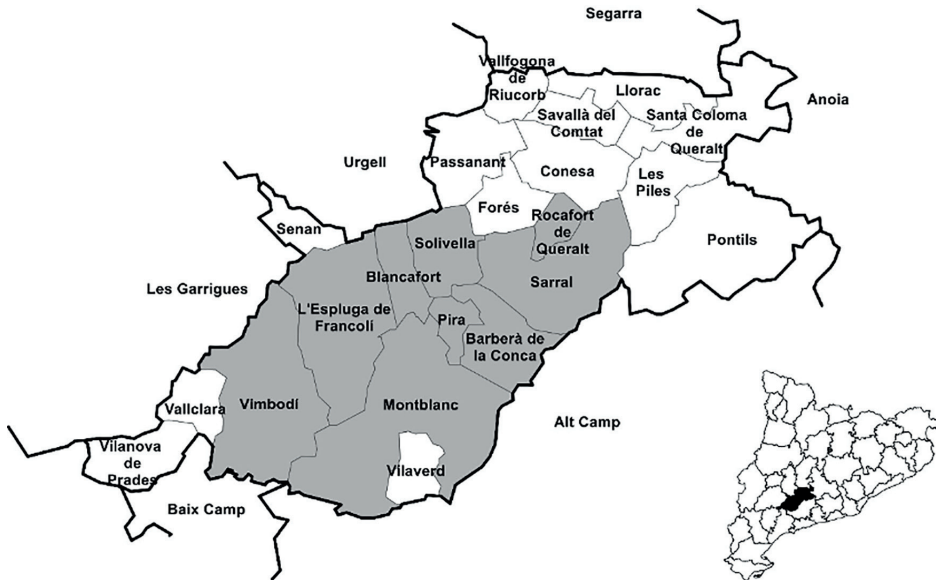 Segarra
Vallfogona
de
Riucorb
Llorac
Anoia
Savallà del
Comtat
Santa Coloma
de
Queralt
Urgell
Passanant
Conesa
Les
Piles
Forés
Rocafort
de
Queralt
Senan
Solivella
Pontils
Blancafort
Sarral
Les Garrigues
L'Espluga de
Francolí
Pira
Barberà de
la Conca
Vallclara
Vimbodí
Montblanc
Alt Camp
Vilanova
de
Prades
Vilaverd
Baix Camp